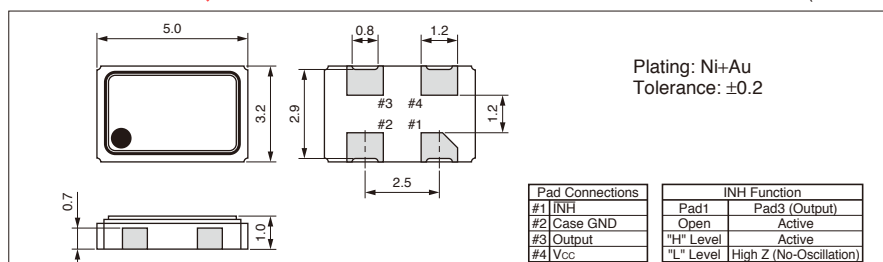 5.0
0.8
1.2
Plating: Ni+Au
Tolerance: ±0.2
3.2
2.9
#3 #4
#2 #1
1.2
2.5
0.7
1.0
Pad Connections
#1 INH
#2 Case GND
#3 Output
#4 Vcc
INH Function
Pad1 Pad3 (Output)
Open Active
"H" Level Active
"L" Level High Z (No-Oscillation)